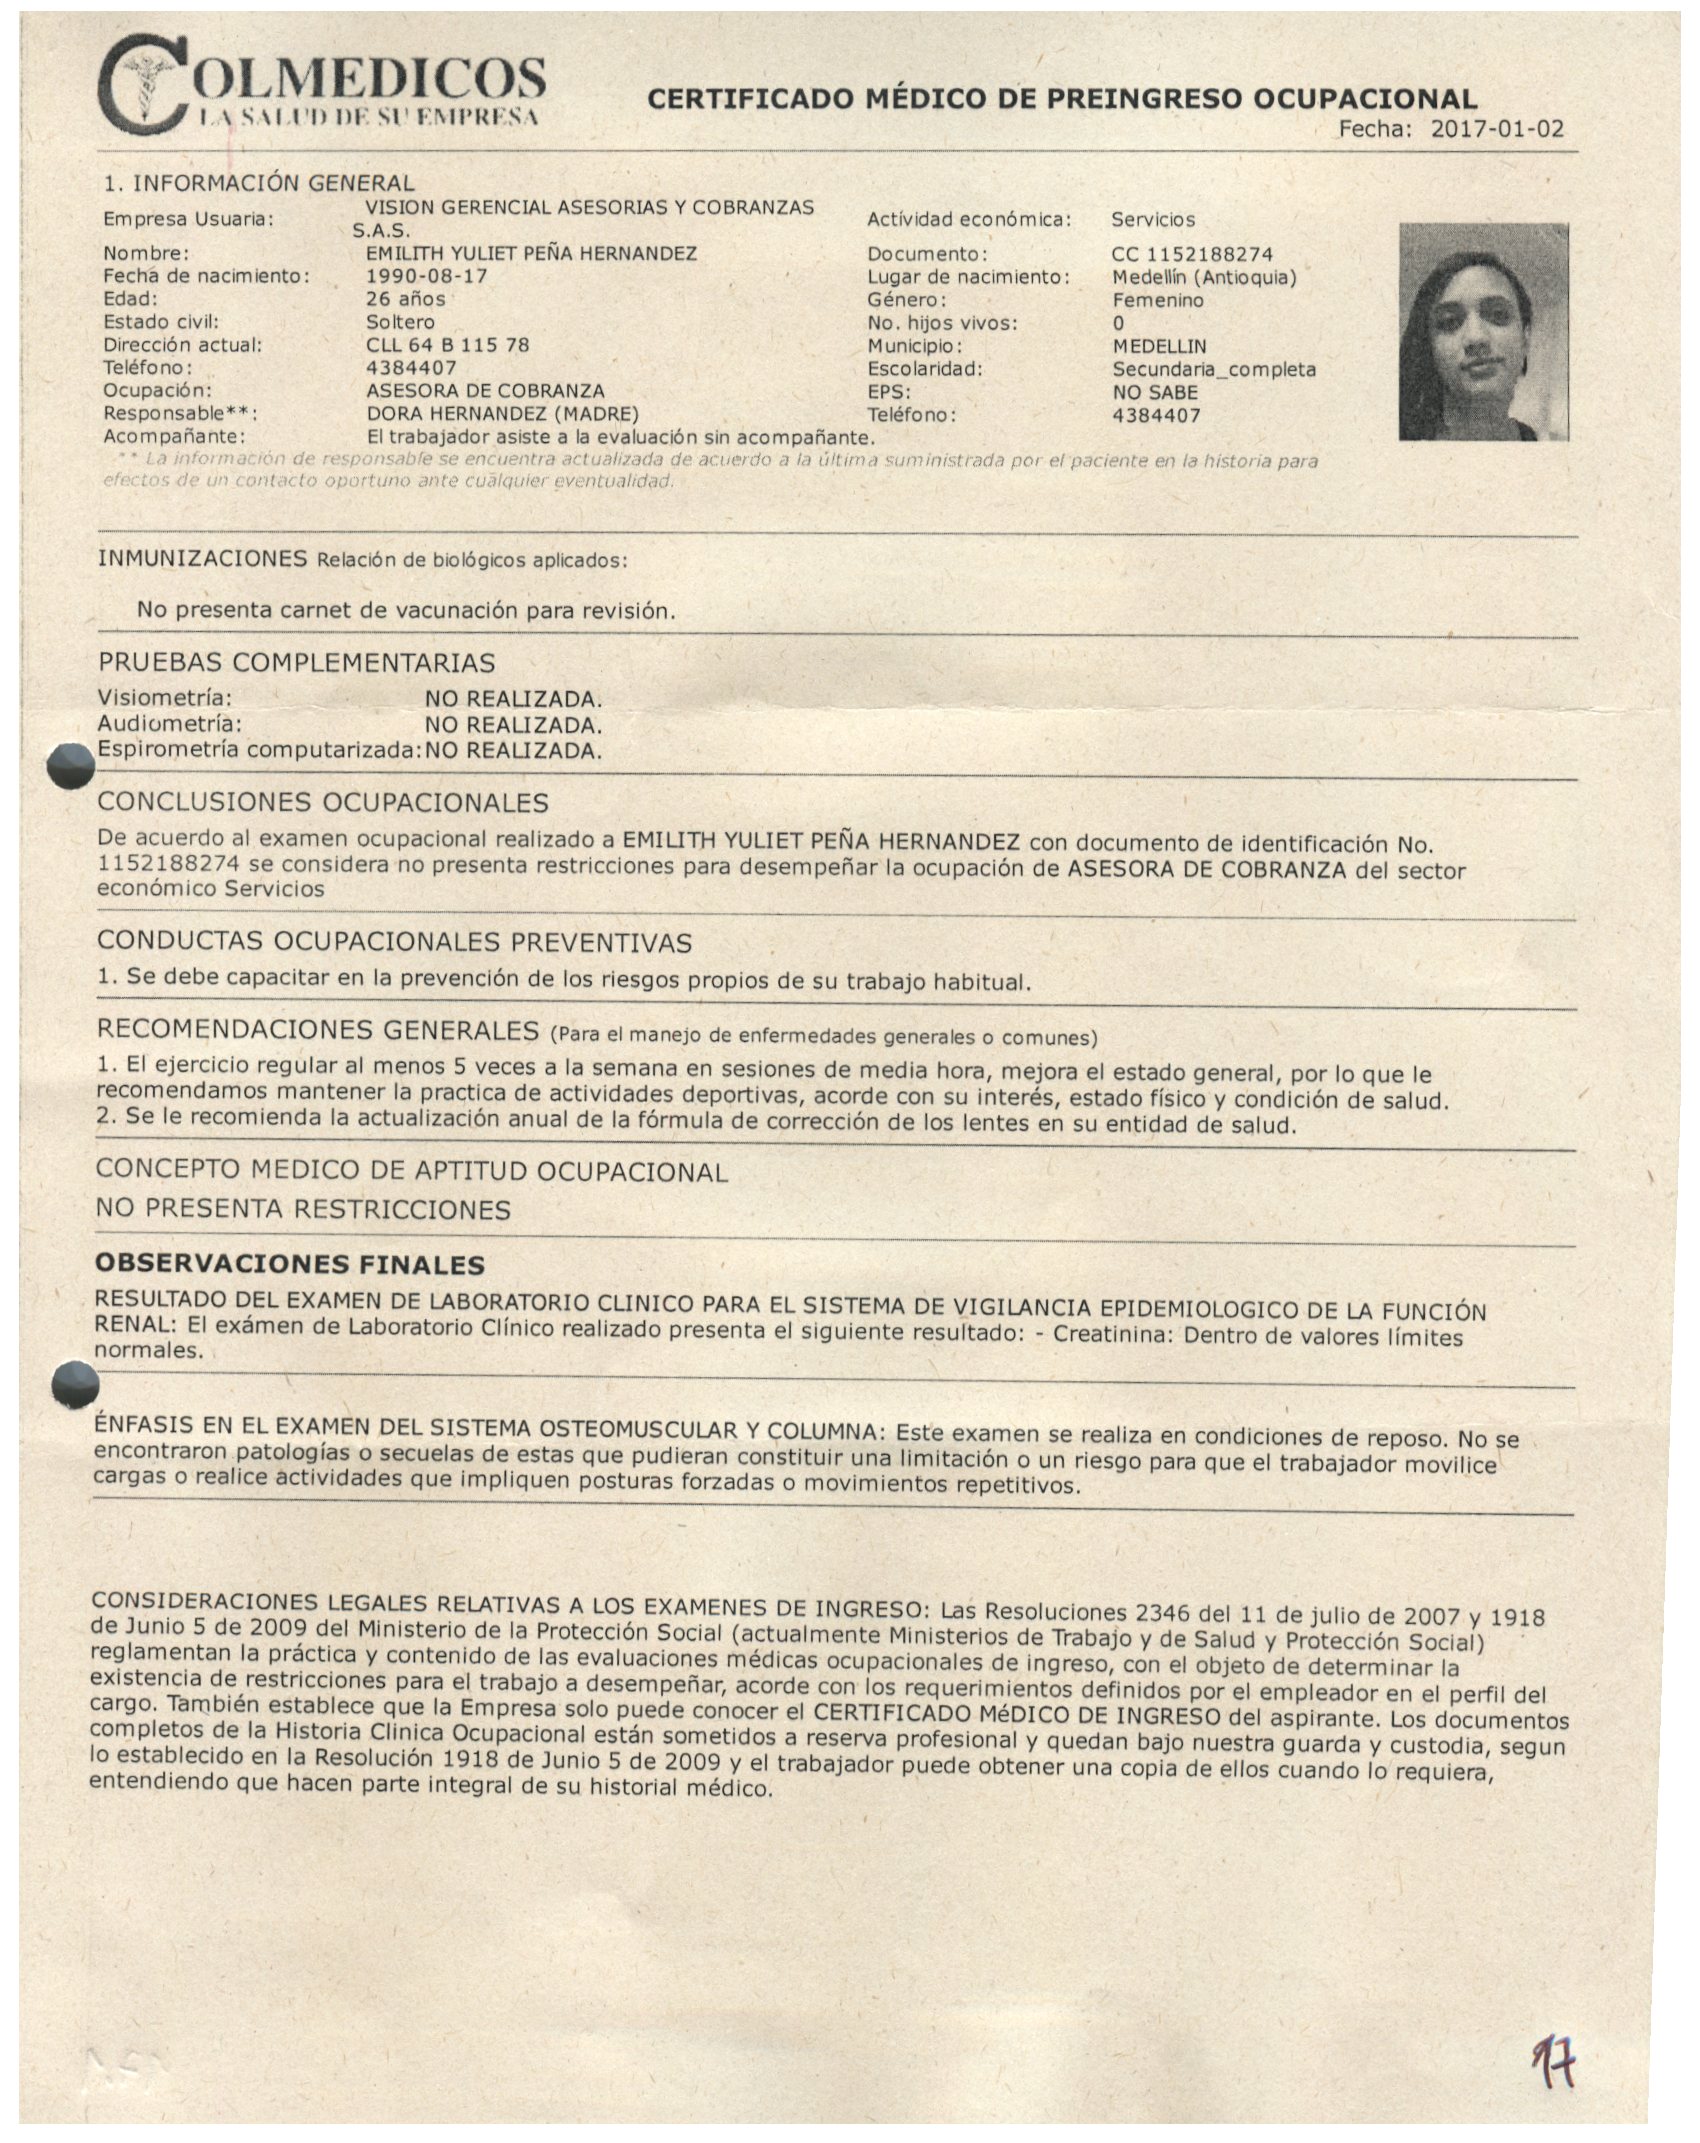 COLMEDICOS
LA SALUD DE SU EMPRESA
CERTIFICADO MÉDICO DE PREINGRESO OCUPACIONAL
Fecha: 2017-01-02
1. INFORMACIÓN GENERAL
Empresa Usuaria: VISION GERENCIAL ASESORIAS Y COBRANZAS S.A.S. Actividad económica: Servicios
Nombre: EMILITH YULIET PEÑA HERNANDEZ Documento: CC 1152188274
Fecha de nacimiento: 1990-08-17 Lugar de nacimiento: Medellín (Antioquia)
Edad: 26 años Género: Femenino
Estado civil: Soltero No. hijos vivos: 0
Dirección actual: CLL 64 B 115 78 Municipio: MEDELLIN
Teléfono: 4384407 Escolaridad: Secundaria_completa
Ocupación: ASESORA DE COBRANZA EPS: NO SABE
Responsable**: DORA HERNANDEZ (MADRE) Teléfono: 4384407
Acompañante: El trabajador asiste a la evaluación sin acompañante.
** La información de responsable se encuentra actualizada de acuerdo a la última suministrada por el paciente en la historia para
efectos de un contacto oportuno ante cualquier eventualidad.
INMUNIZACIONES Relación de biológicos aplicados:
No presenta carnet de vacunación para revisión.
PRUEBAS COMPLEMENTARIAS
Visiometría: NO REALIZADA.
Audiometría: NO REALIZADA.
Espirometría computarizada: NO REALIZADA.
CONCLUSIONES OCUPACIONALES
De acuerdo al examen ocupacional realizado a EMILITH YULIET PEÑA HERNANDEZ con documento de identificación No.
1152188274 se considera no presenta restricciones para desempeñar la ocupación de ASESORA DE COBRANZA del sector
económico Servicios
CONDUCTAS OCUPACIONALES PREVENTIVAS
1. Se debe capacitar en la prevención de los riesgos propios de su trabajo habitual.
RECOMENDACIONES GENERALES (Para el manejo de enfermedades generales o comunes)
1. El ejercicio regular al menos 5 veces a la semana en sesiones de media hora, mejora el estado general, por lo que le
recomendamos mantener la practica de actividades deportivas, acorde con su interés, estado físico y condición de salud.
2. Se le recomienda la actualización anual de la fórmula de corrección de los lentes en su entidad de salud.
CONCEPTO MEDICO DE APTITUD OCUPACIONAL
NO PRESENTA RESTRICCIONES
OBSERVACIONES FINALES
RESULTADO DEL EXAMEN DE LABORATORIO CLINICO PARA EL SISTEMA DE VIGILANCIA EPIDEMIOLOGICO DE LA FUNCIÓN
RENAL: El exámen de Laboratorio Clínico realizado presenta el siguiente resultado: - Creatinina: Dentro de valores límites
normales.
ÉNFASIS EN EL EXAMEN DEL SISTEMA OSTEOMUSCULAR Y COLUMNA: Este examen se realiza en condiciones de reposo. No se
encontraron patologías o secuelas de estas que pudieran constituir una limitación o un riesgo para que el trabajador movilice
cargas o realice actividades que impliquen posturas forzadas o movimientos repetitivos.
CONSIDERACIONES LEGALES RELATIVAS A LOS EXAMENES DE INGRESO: Las Resoluciones 2346 del 11 de julio de 2007 y 1918
de Junio 5 de 2009 del Ministerio de la Protección Social (actualmente Ministerios de Trabajo y de Salud y Protección Social)
reglamentan la práctica y contenido de las evaluaciones médicas ocupacionales de ingreso, con el objeto de determinar la
existencia de restricciones para el trabajo a desempeñar, acorde con los requerimientos definidos por el empleador en el perfil del
cargo. También establece que la Empresa solo puede conocer el CERTIFICADO MéDICO DE INGRESO del aspirante. Los documentos
completos de la Historia Clinica Ocupacional están sometidos a reserva profesional y quedan bajo nuestra guarda y custodia, segun
lo establecido en la Resolución 1918 de Junio 5 de 2009 y el trabajador puede obtener una copia de ellos cuando lo requiera,
entendiendo que hacen parte integral de su historial médico.